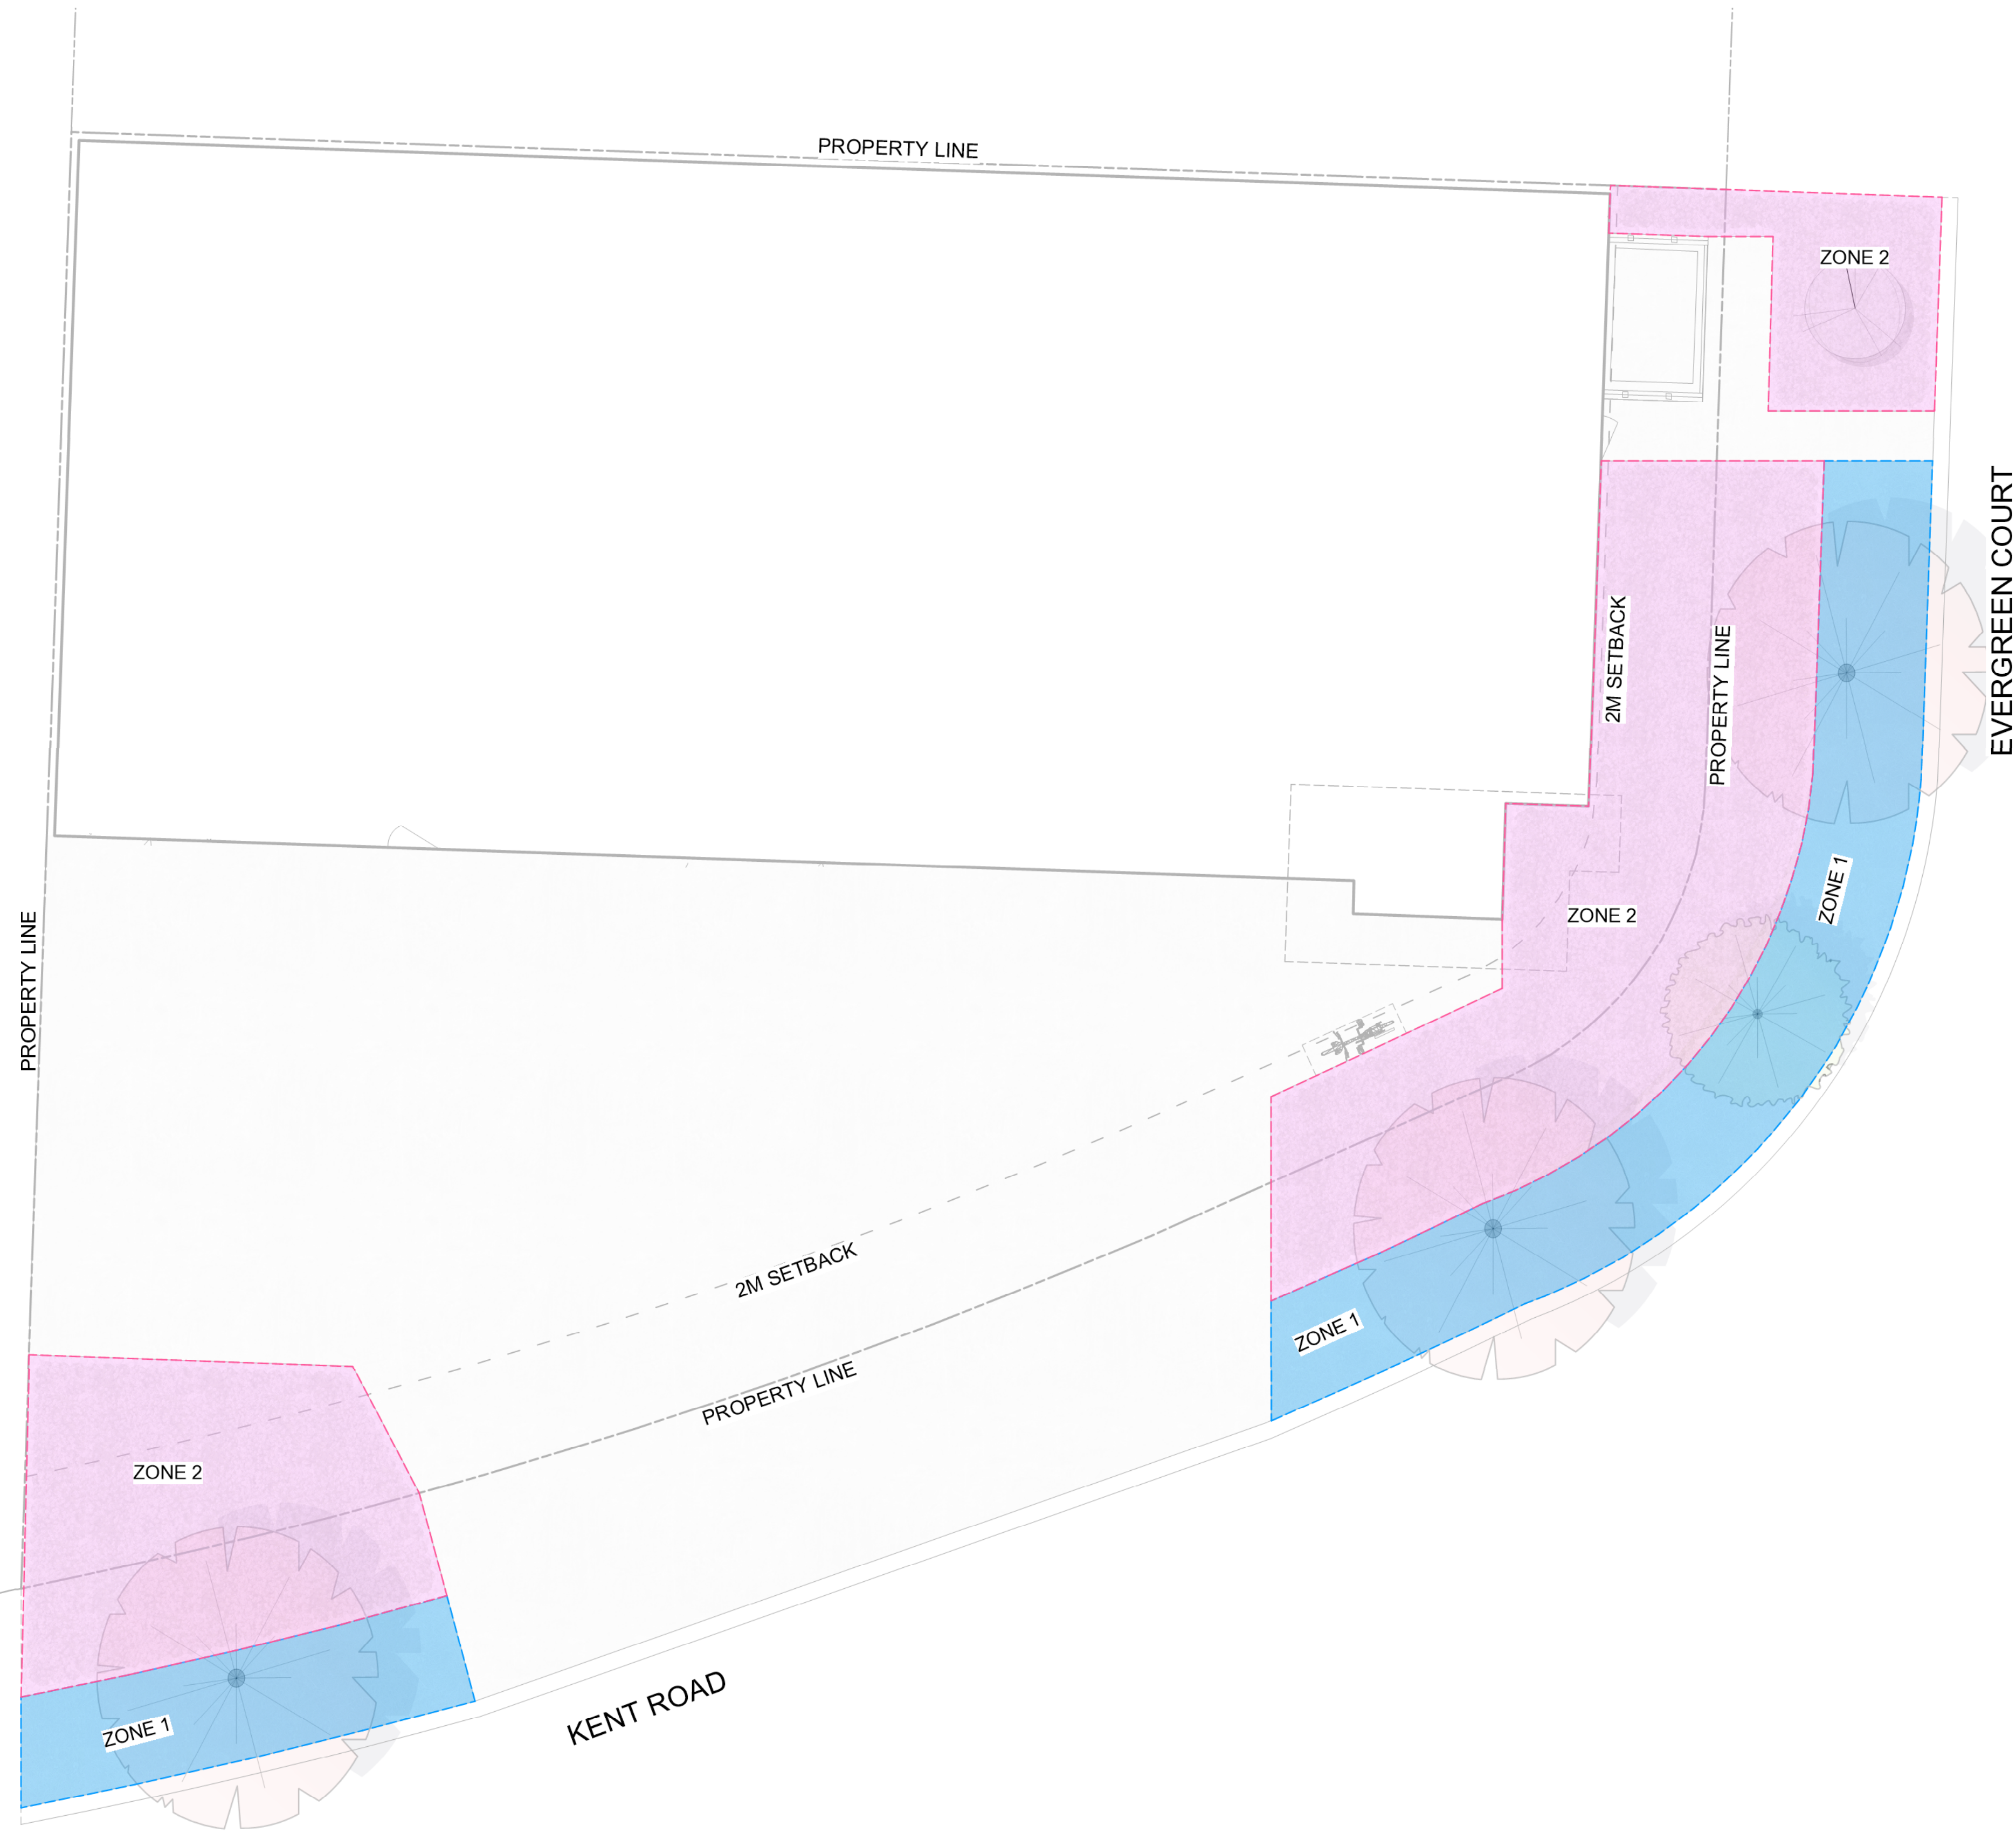 PROPERTY LINE
ZONE 2
EVERGREEN COURT
2M SETBACK
PROPERTY LINE
ZONE 1
ZONE 2
PROPERTY LINE
2M SETBACK
ZONE 1
PROPERTY LINE
ZONE 2
KENT ROAD
ZONE 1